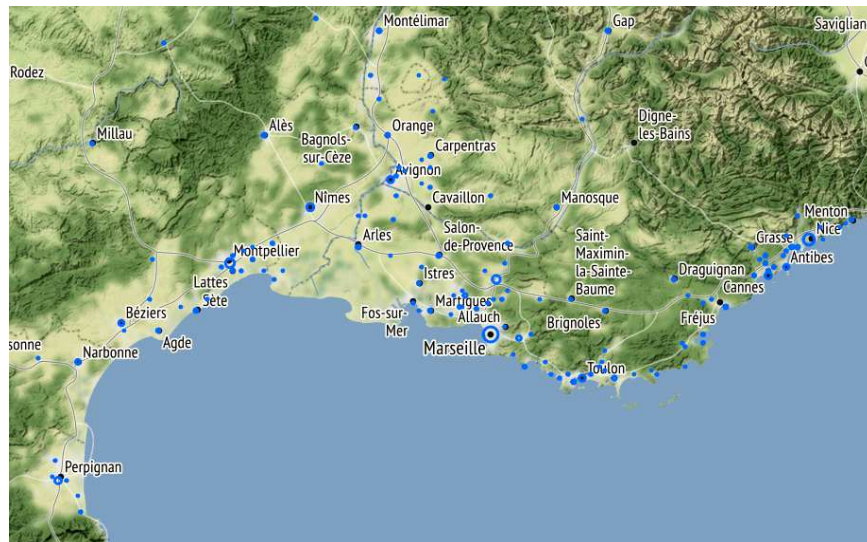 Montélimar
Gap
Saviglian
Rodez
Millau
Alès
Bagnols-
sur-Cèze
Orange
Carpentras
Digne-
les-Bains
Avignon
Nîmes
Cavaillon
Manosque
Menton
Nice
Grasse
Antibes
Arles
Salon-
de-Provence
Saint-
Maximin-
la-Sainte-
Baume
Montpellier
Lattes
Istres
Draguignan
Cannes
Sète
Béziers
Fos-sur-
Mer
Martigues
Allauch
Brignoles
Fréjus
Agde
Marseille
sonne
Narbonne
Toulon
Perpignan